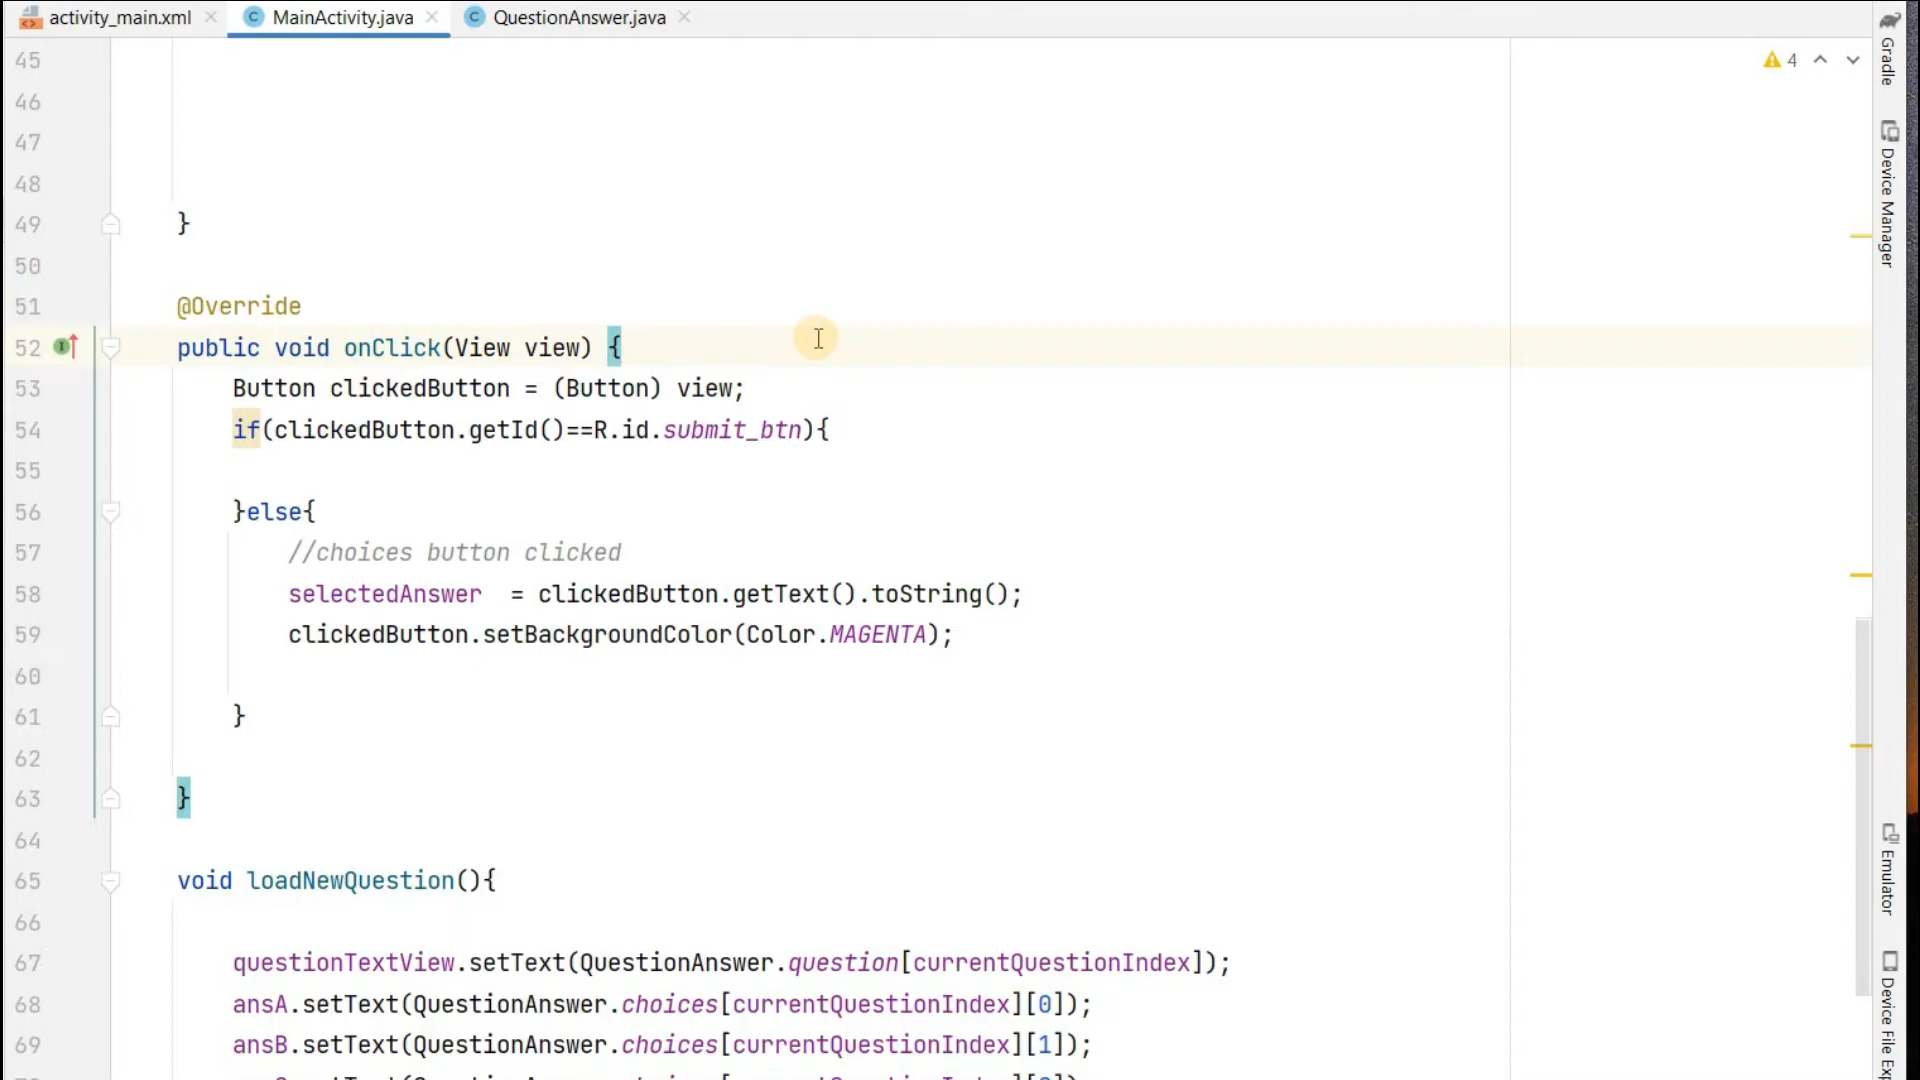 activity_main.xml MainActivity.java QuestionAnswer.java
45
46
47
48
49 }
50
51 @Override
52 public void onClick(View view) {
53 Button clickedButton = (Button) view;
54 if(clickedButton.getId()==R.id.submit_btn){
55
56 }else{
57 //choices button clicked
58 selectedAnswer  = clickedButton.getText().toString();
59 clickedButton.setBackgroundColor(Color.MAGENTA);
60
61 }
62
63 }
64
65 void loadNewQuestion(){
66
67 questionTextView.setText(QuestionAnswer.question[currentQuestionIndex]);
68 ansA.setText(QuestionAnswer.choices[currentQuestionIndex][0]);
69 ansB.setText(QuestionAnswer.choices[currentQuestionIndex][1]);
4
Gradle
Device Manager
Emulator
Device File